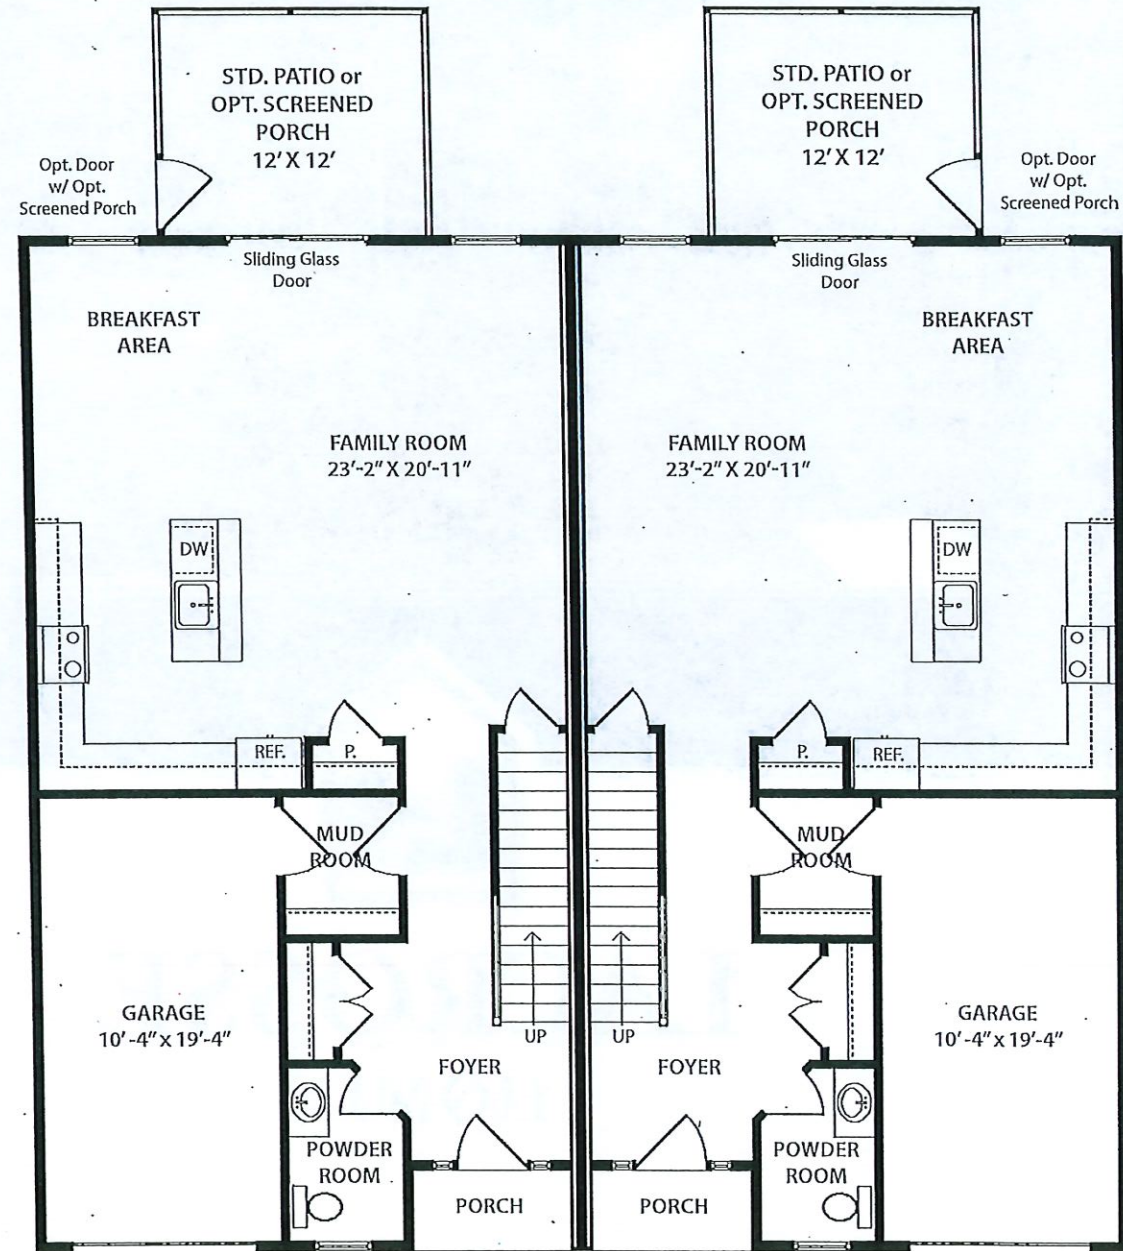 STD. PATIO or
OPT. SCREENED
PORCH
12' X 12'
Opt. Door
w/ Opt.
Screened Porch
Sliding Glass
Door
BREAKFAST
AREA
FAMILY ROOM
23'-2" X 20'-11"
DW
REF.
P.
MUD
ROOM
GARAGE
10'-4" x 19'-4"
UP
FOYER
POWDER
ROOM
PORCH
STD. PATIO or
OPT. SCREENED
PORCH
12' X 12'
Opt. Door
w/ Opt.
Screened Porch
Sliding Glass
Door
BREAKFAST
AREA
FAMILY ROOM
23'-2" X 20'-11"
DW
P.
REF.
MUD
ROOM
GARAGE
10'-4" x 19'-4"
UP
FOYER
POWDER
ROOM
PORCH